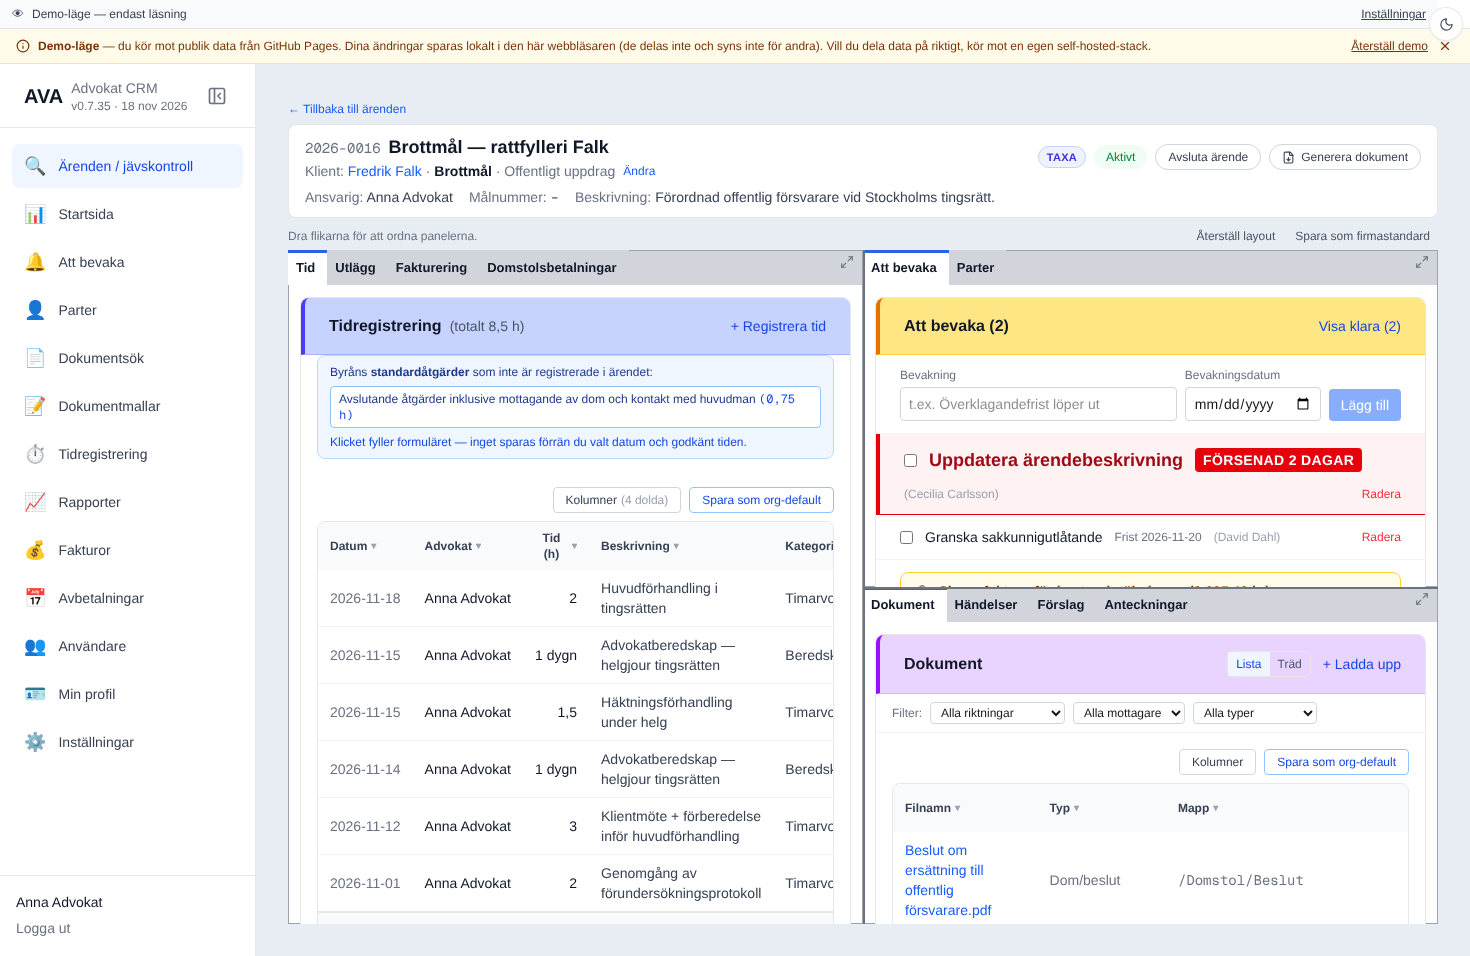 Demo-läge — endast läsning
Inställningar
Demo-läge — du kör mot publik data från GitHub Pages. Dina ändringar sparas lokalt i den här webbläsaren (de delas inte och syns inte för andra). Vill du dela data på riktigt, kör mot en egen self-hosted-stack.
Återställ demo
AVA
Advokat CRM
v0.7.35 · 18 nov 2026
Ärenden / jävskontroll
Startsida
Att bevaka
Parter
Dokumentsök
Dokumentmallar
Tidregistrering
Rapporter
Fakturor
Avbetalningar
Användare
Min profil
Inställningar
Anna Advokat
Logga ut
← Tillbaka till ärenden
2026-0016 Brottmål — rattfylleri Falk
Klient: Fredrik Falk · Brottmål · Offentligt uppdrag Ändra
Ansvarig: Anna Advokat Målnummer: – Beskrivning: Förordnad offentlig försvarare vid Stockholms tingsrätt.
TAXA
Aktivt
Avsluta ärende
Generera dokument
Dra flikarna för att ordna panelerna.
Återställ layout
Spara som firmastandard
Tid Utlägg Fakturering Domstolsbetalningar
Tidregistrering (totalt 8,5 h)
+ Registrera tid
Byråns standardåtgärder som inte är registrerade i ärendet:
Avslutande åtgärder inklusive mottagande av dom och kontakt med huvudman (0,75
h)
Klicket fyller formuläret — inget sparas förrän du valt datum och godkänt tiden.
Kolumner (4 dolda)
Spara som org-default
Datum ▾ Advokat ▾ Tid (h) ▾ Beskrivning ▾ Kategori
2026-11-18 Anna Advokat 2 Huvudförhandling i tingsrätten Timarvo
2026-11-15 Anna Advokat 1 dygn Advokatberedskap — helgjour tingsrätten Beredsk
2026-11-15 Anna Advokat 1,5 Häktningsförhandling under helg Timarvo
2026-11-14 Anna Advokat 1 dygn Advokatberedskap — helgjour tingsrätten Beredsk
2026-11-12 Anna Advokat 3 Klientmöte + förberedelse inför huvudförhandling Timarvo
2026-11-01 Anna Advokat 2 Genomgång av förundersökningsprotokoll Timarvo
Att bevaka Parter
Att bevaka (2)
Visa klara (2)
Bevakning
Bevakningsdatum
t.ex. Överklagandefrist löper ut
mm/dd/yyyy
Lägg till
Uppdatera ärendebeskrivning
FÖRSENAD 2 DAGAR
(Cecilia Carlsson)
Radera
Granska sakkunnigutlåtande Frist 2026-11-20 (David Dahl)
Radera
Dokument Händelser Förslag Anteckningar
Dokument
Lista Träd
+ Ladda upp
Filter: Alla riktningar Alla mottagare Alla typer
Kolumner
Spara som org-default
Filnamn ▾ Typ ▾ Mapp ▾
Beslut om
ersättning till
offentlig
försvarare.pdf
Dom/beslut
/Domstol/Beslut